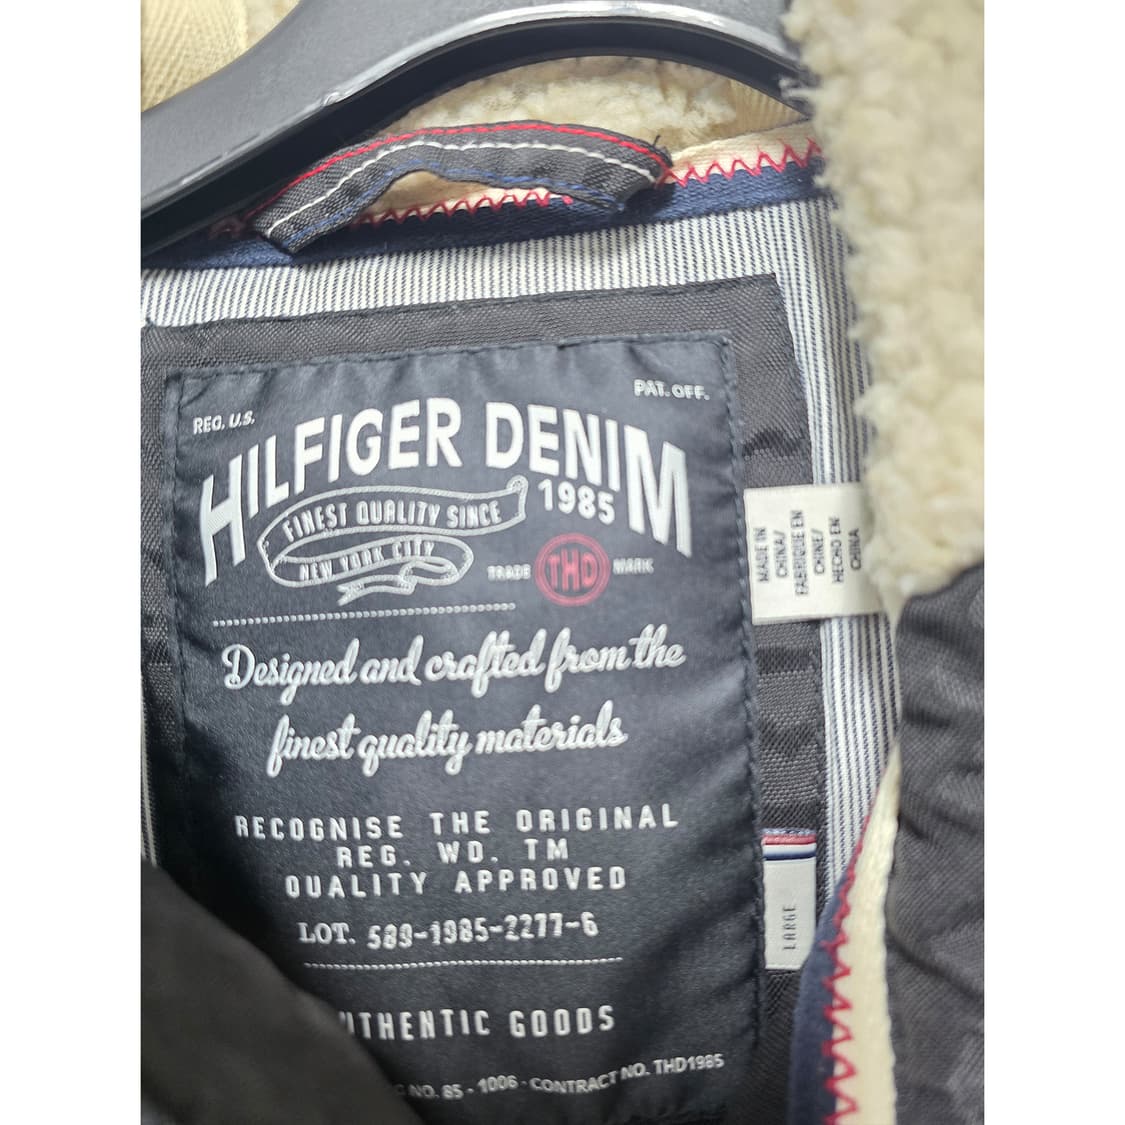 REG. U.S.
PAT. OFF.
HILFIGER DENIM
FINEST QUALITY SINCE
1985
NEW YORK CITY
TRADE THD MARK
Designed and crafted from the
finest quality materials
RECOGNISE THE ORIGINAL
REG. WD. TM
QUALITY APPROVED
LOT. 589-1985-2277-6
UTHENTIC GOODS
G NO. 85 - 1006 - CONTRACT NO. THD1985
MADE IN
CHINA/
FABRIQUE EN
CHINE/
HECHO EN
CHINA
LARGE